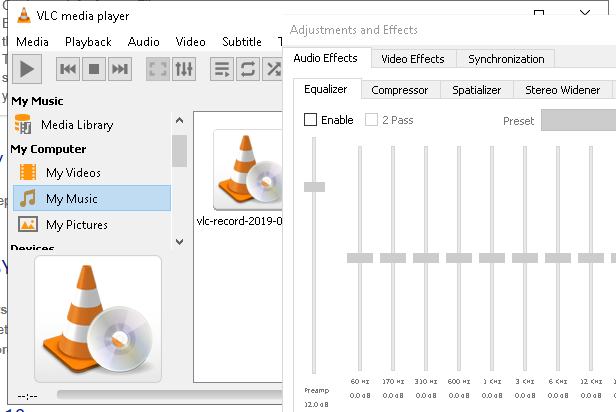 VLC media player
Media Playback Audio Video Subtitle
My Music
Media Library
My Computer
My Videos
My Music
My Pictures
Devices
vlc-record-2019-0
--:--
Adjustments and Effects
Audio Effects Video Effects Synchronization
Equalizer Compressor Spatializer Stereo Widener
Enable 2 Pass Preset
60 Hz 170 Hz 310 Hz 600 Hz 1 KHz 3 KHz 6 KHz 12 KHz
Preamp 0.0 dB 0.0 dB 0.0 dB 0.0 dB 0.0 dB 0.0 dB 0.0 dB 0.0 dB
12.0 dB